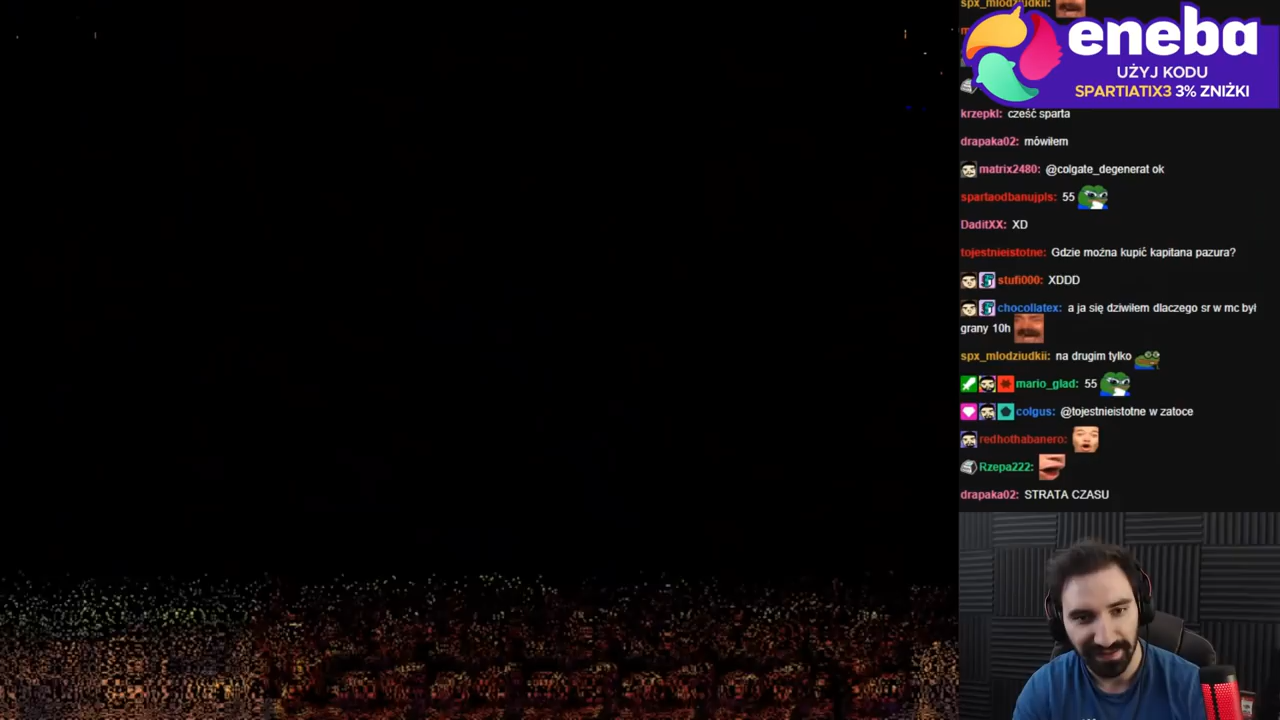 spx_mlodziudkii:
eneba
UŻYJ KODU
SPARTIATIX3 3% ZNIŻKI
krzepkI: cześć sparta
drapaka02: mówiłem
matrix2480: @colgate_degenerat ok
spartaodbanujpls: 55
DaditXX: XD
tojestnieistotne: Gdzie można kupić kapitana pazura?
stufi000: XDDD
chocollatex: a ja się dziwiłem dlaczego sr w mc był
grany 10h
spx_mlodziudkii: na drugim tylko
mario_glad: 55
colgus: @tojestnieistotne w zatoce
redhothabanero:
Rzepa222:
drapaka02: STRATA CZASU